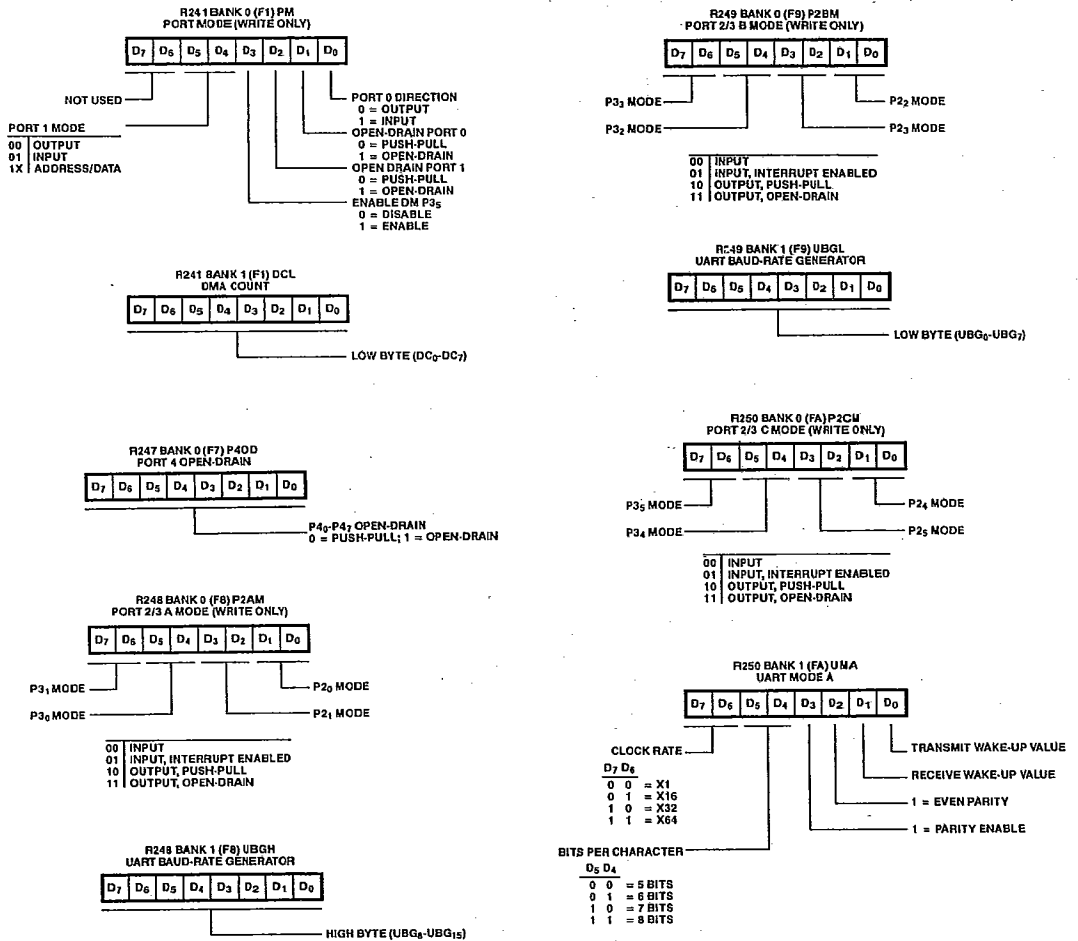 R241 BANK 0 (F1) PM
PORT MODE (WRITE ONLY)
D7 D6 D5 D4 D3 D2 D1 D0
NOT USED
PORT 1 MODE
00 OUTPUT
01 INPUT
1X ADDRESS/DATA
PORT 0 DIRECTION
0 = OUTPUT
1 = INPUT
OPEN-DRAIN PORT 0
0 = PUSH-PULL
1 = OPEN-DRAIN
OPEN DRAIN PORT 1
0 = PUSH-PULL
1 = OPEN-DRAIN
ENABLE DM P35
0 = DISABLE
1 = ENABLE
R241 BANK 1 (F1) DCL
DMA COUNT
D7 D6 D5 D4 D3 D2 D1 D0
LOW BYTE (DC0-DC7)
R247 BANK 0 (F7) P4OD
PORT 4 OPEN-DRAIN
D7 D6 D5 D4 D3 D2 D1 D0
P40-P47 OPEN-DRAIN
0 = PUSH-PULL; 1 = OPEN-DRAIN
R248 BANK 0 (F8) P2AM
PORT 2/3 A MODE (WRITE ONLY)
D7 D6 D5 D4 D3 D2 D1 D0
P31 MODE
P30 MODE
P20 MODE
P21 MODE
00 INPUT
01 INPUT, INTERRUPT ENABLED
10 OUTPUT, PUSH-PULL
11 OUTPUT, OPEN-DRAIN
R248 BANK 1 (F8) UBGH
UART BAUD-RATE GENERATOR
D7 D6 D5 D4 D3 D2 D1 D0
HIGH BYTE (UBG8-UBG15)
R249 BANK 0 (F9) P2BM
PORT 2/3 B MODE (WRITE ONLY)
D7 D6 D5 D4 D3 D2 D1 D0
P33 MODE
P32 MODE
P22 MODE
P23 MODE
00 INPUT
01 INPUT, INTERRUPT ENABLED
10 OUTPUT, PUSH-PULL
11 OUTPUT, OPEN-DRAIN
R249 BANK 1 (F9) UBGL
UART BAUD-RATE GENERATOR
D7 D6 D5 D4 D3 D2 D1 D0
LOW BYTE (UBG0-UBG7)
R250 BANK 0 (FA) P2CM
PORT 2/3 C MODE (WRITE ONLY)
D7 D6 D5 D4 D3 D2 D1 D0
P35 MODE
P34 MODE
P24 MODE
P25 MODE
00 INPUT
01 INPUT, INTERRUPT ENABLED
10 OUTPUT, PUSH-PULL
11 OUTPUT, OPEN-DRAIN
R250 BANK 1 (FA) UMA
UART MODE A
D7 D6 D5 D4 D3 D2 D1 D0
CLOCK RATE
D7 D6
0 0 = X1
0 1 = X16
1 0 = X32
1 1 = X64
TRANSMIT WAKE-UP VALUE
RECEIVE WAKE-UP VALUE
1 = EVEN PARITY
1 = PARITY ENABLE
BITS PER CHARACTER
D5 D4
0 0 = 5 BITS
0 1 = 6 BITS
1 0 = 7 BITS
1 1 = 8 BITS